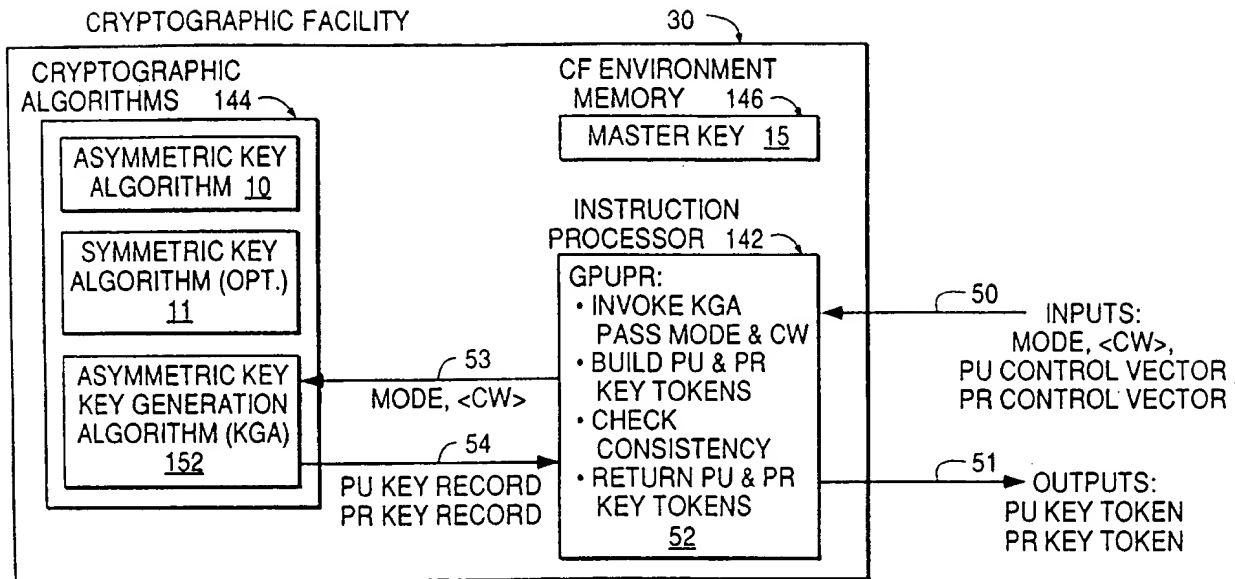 CRYPTOGRAPHIC FACILITY 30
CRYPTOGRAPHIC
ALGORITHMS 144
ASYMMETRIC KEY
ALGORITHM 10
SYMMETRIC KEY
ALGORITHM (OPT.)
11
ASYMMETRIC KEY
KEY GENERATION
ALGORITHM (KGA)
152
CF ENVIRONMENT
MEMORY 146
MASTER KEY 15
INSTRUCTION
PROCESSOR 142
GPUPR:
• INVOKE KGA
PASS MODE & CW
• BUILD PU & PR
KEY TOKENS
• CHECK
CONSISTENCY
• RETURN PU & PR
KEY TOKENS
52
53
MODE, <CW>
54
PU KEY RECORD
PR KEY RECORD
50
INPUTS:
MODE, <CW>,
PU CONTROL VECTOR,
PR CONTROL VECTOR
51
OUTPUTS:
PU KEY TOKEN
PR KEY TOKEN